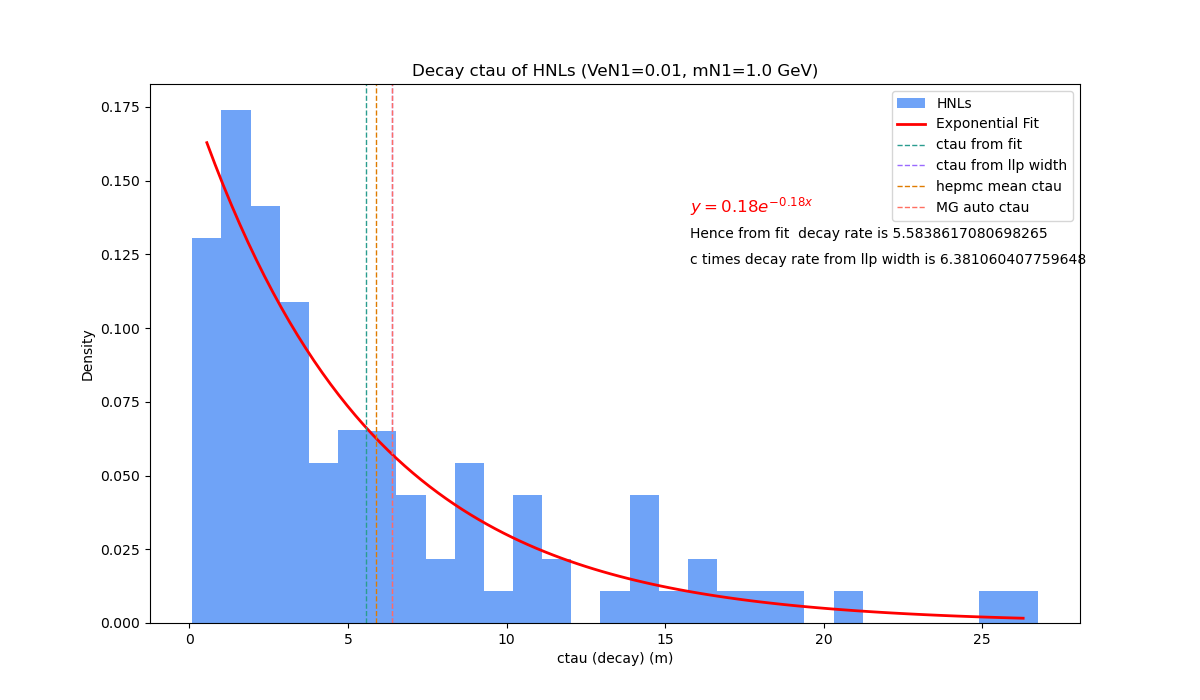 Decay ctau of HNLs (VeN1=0.01, mN1=1.0 GeV)
HNLs
Exponential Fit
ctau from fit
ctau from llp width
hepmc mean ctau
MG auto ctau
y = 0.18e^{-0.18x}
Hence from fit  decay rate is 5.5838617080698265
c times decay rate from llp width is 6.381060407759648
Density
0.175
0.150
0.125
0.100
0.075
0.050
0.025
0.000
0 5 10 15 20 25
ctau (decay) (m)